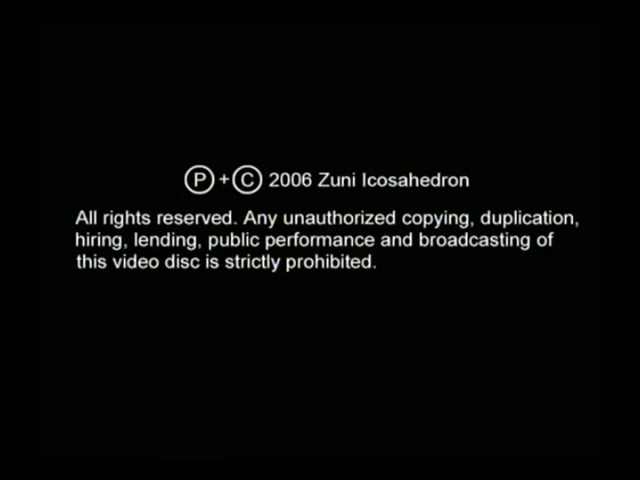 Ⓟ+Ⓒ 2006 Zuni Icosahedron
All rights reserved. Any unauthorized copying, duplication,
hiring, lending, public performance and broadcasting of
this video disc is strictly prohibited.